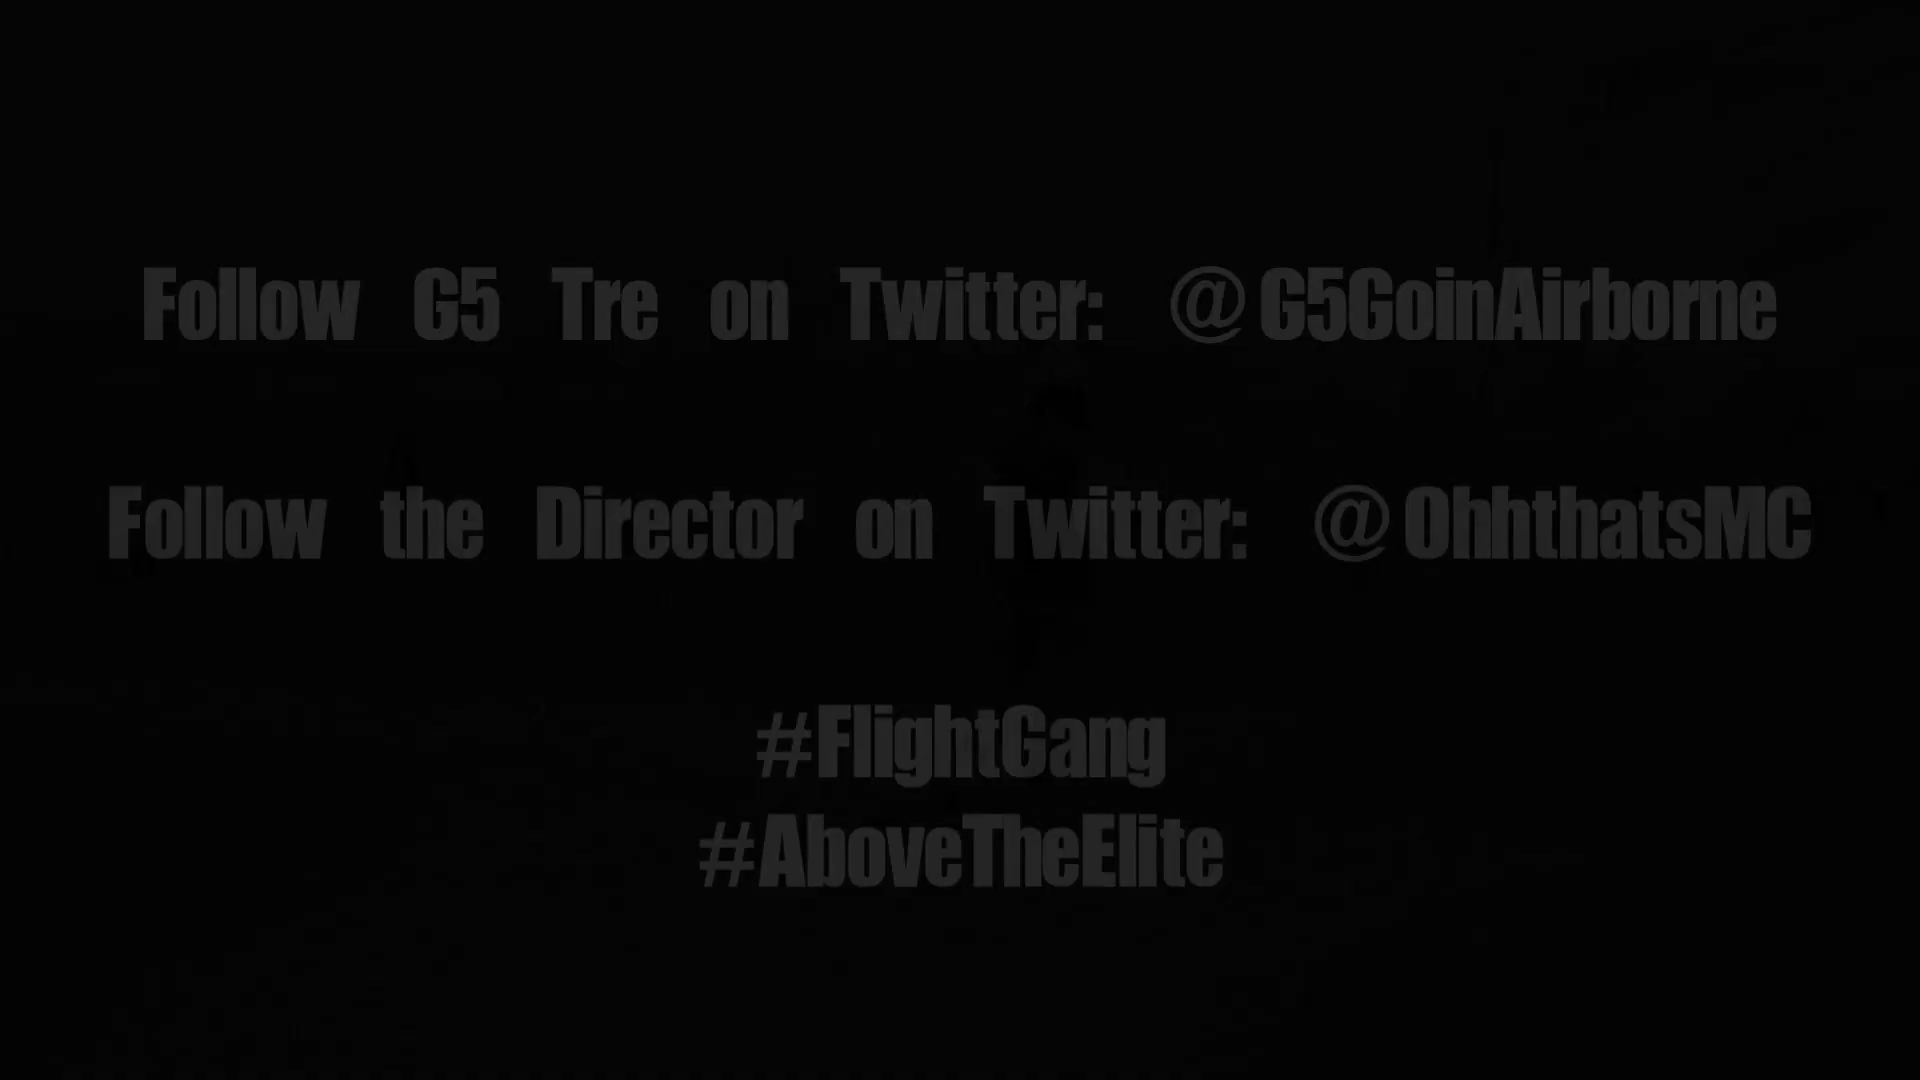 Follow G5 Tre on Twitter: @G5GoinAirborne
Follow the Director on Twitter: @OhhthatsMC
#FlightGang
#AboveTheElite